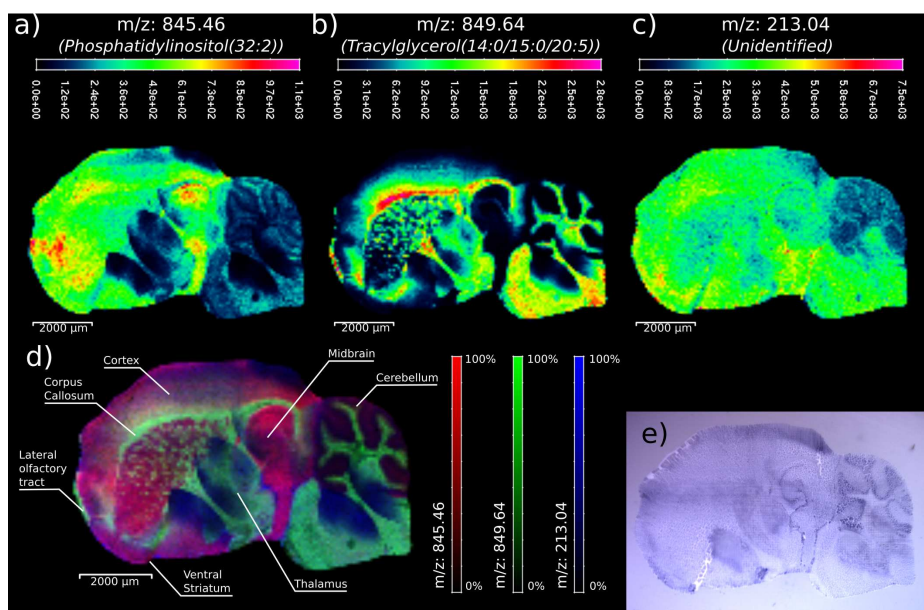 a)
m/z: 845.46
(Phosphatidylinositol(32:2))
0.0e+00
1.2e+02
2.4e+02
3.6e+02
4.9e+02
6.1e+02
7.3e+02
8.5e+02
9.7e+02
1.1e+03
2000 µm
b)
m/z: 849.64
(Tracylglycerol(14:0/15:0/20:5))
0.0e+00
3.1e+02
6.2e+02
9.2e+02
1.2e+03
1.5e+03
1.8e+03
2.2e+03
2.5e+03
2.8e+03
2000 µm
c)
m/z: 213.04
(Unidentified)
0.0e+00
8.3e+02
1.7e+03
2.5e+03
3.3e+03
4.2e+03
5.0e+03
5.8e+03
6.7e+03
7.5e+03
2000 µm
d)
Cortex
Corpus
Callosum
Lateral
olfactory
tract
Midbrain
Cerebellum
2000 µm
Ventral
Striatum
Thalamus
100%
m/z: 845.46
0%
100%
m/z: 849.64
0%
100%
m/z: 213.04
0%
e)